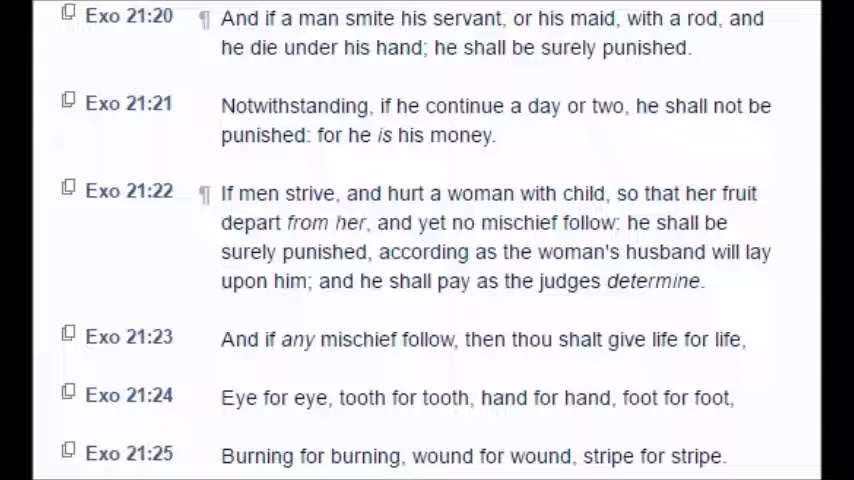 Exo 21:20 ¶ And if a man smite his servant, or his maid, with a rod, and
he die under his hand; he shall be surely punished.
Exo 21:21 Notwithstanding, if he continue a day or two, he shall not be
punished: for he is his money.
Exo 21:22 ¶ If men strive, and hurt a woman with child, so that her fruit
depart from her, and yet no mischief follow: he shall be
surely punished, according as the woman's husband will lay
upon him; and he shall pay as the judges determine.
Exo 21:23 And if any mischief follow, then thou shalt give life for life,
Exo 21:24 Eye for eye, tooth for tooth, hand for hand, foot for foot,
Exo 21:25 Burning for burning, wound for wound, stripe for stripe.